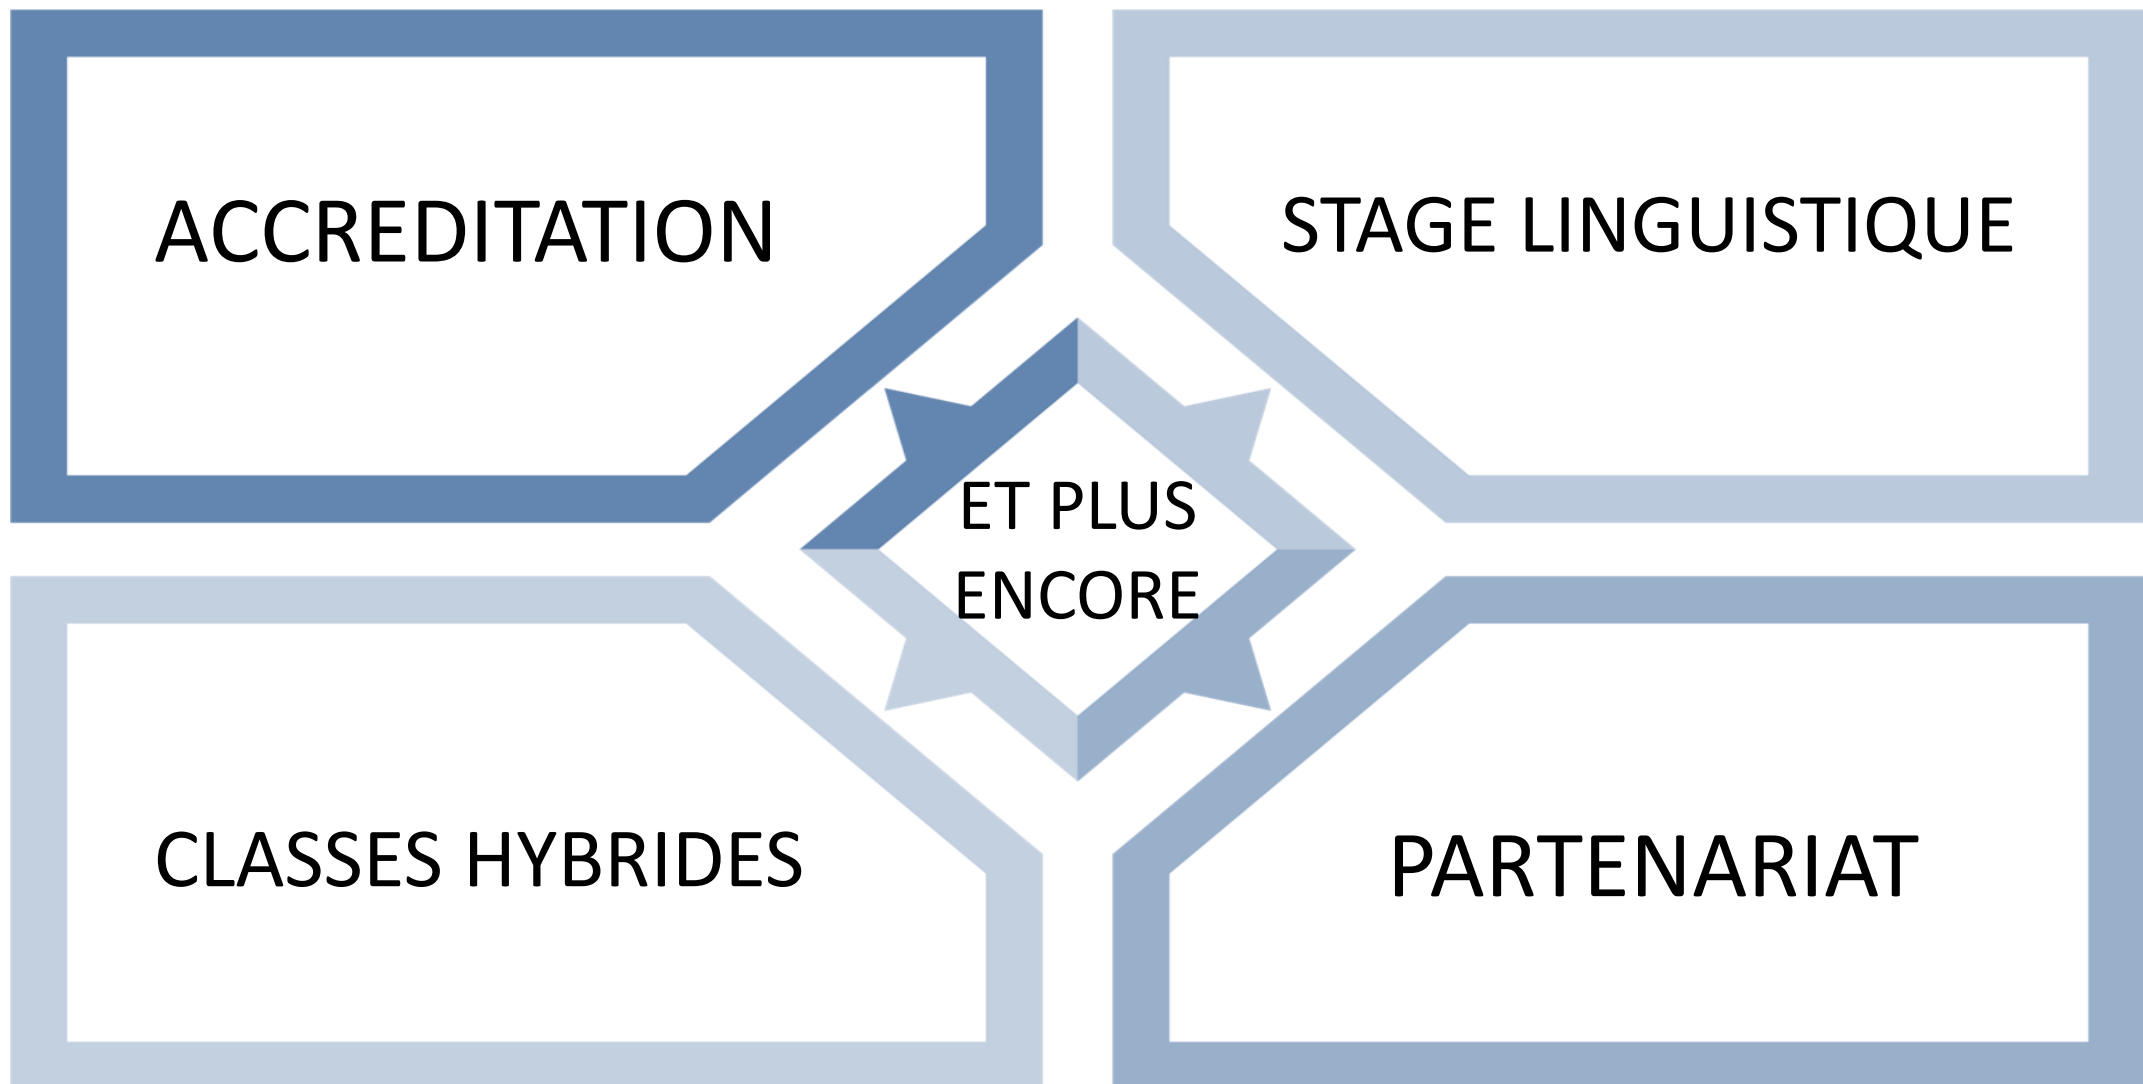 ACCREDITATION
STAGE LINGUISTIQUE
ET PLUS
ENCORE
CLASSES HYBRIDES
PARTENARIAT